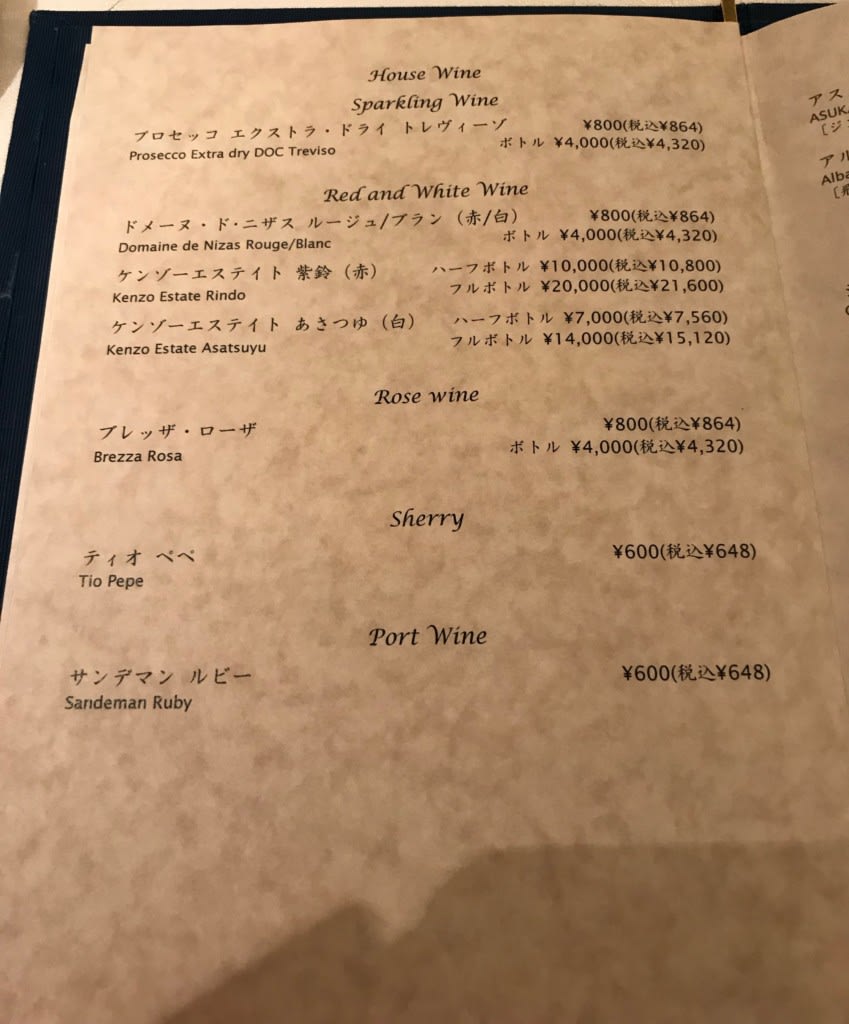 House Wine
Sparkling Wine
プロセッコ エクストラ・ドライ トレヴィーゾ ¥800(税込¥864)
Prosecco Extra dry DOC Treviso ボトル ¥4,000(税込¥4,320)
Red and White Wine
ドメーヌ・ド・ニザス ルージュ/ブラン（赤/白） ¥800(税込¥864)
Domaine de Nizas Rouge/Blanc ボトル ¥4,000(税込¥4,320)
ケンゾーエステイト 紫鈴（赤） ハーフボトル ¥10,000(税込¥10,800)
Kenzo Estate Rindo フルボトル ¥20,000(税込¥21,600)
ケンゾーエステイト あさつゆ（白） ハーフボトル ¥7,000(税込¥7,560)
Kenzo Estate Asatsuyu フルボトル ¥14,000(税込¥15,120)
Rose wine
ブレッザ・ローザ ¥800(税込¥864)
Brezza Rosa ボトル ¥4,000(税込¥4,320)
Sherry
ティオ ペペ ¥600(税込¥648)
Tio Pepe
Port Wine
サンデマン ルビー ¥600(税込¥648)
Sandeman Ruby
アス
ASUKA
アル
Alba